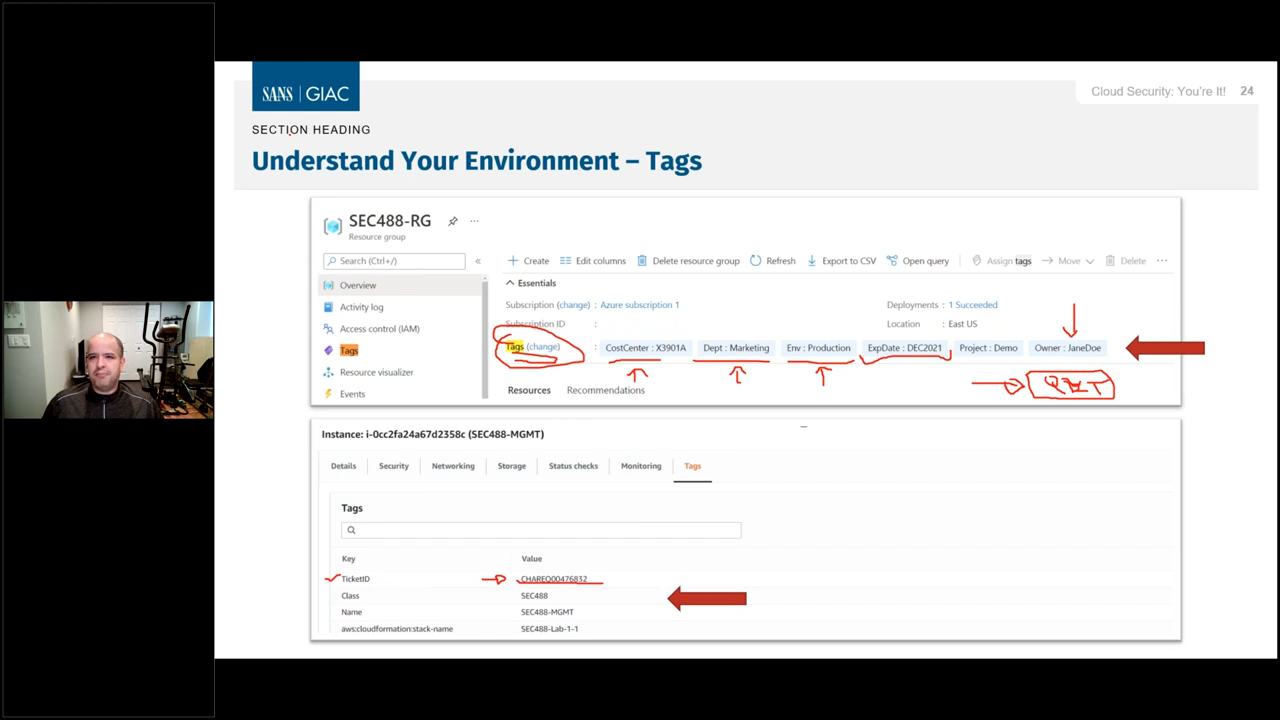 SANS | GIAC
Cloud Security: You're It! 24
SECTION HEADING
Understand Your Environment – Tags
SEC488-RG
Resource group
Search (Ctrl+/)
Overview
Activity log
Access control (IAM)
Tags
Resource visualizer
Events
Create Edit columns Delete resource group Refresh Export to CSV Open query Assign tags Move Delete
Essentials
Subscription (change) : Azure subscription 1 Deployments : 1 Succeeded
Subscription ID : Location : East US
Tags (change) : CostCenter : X3901A Dept : Marketing Env : Production ExpDate : DEC2021 Project : Demo Owner : JaneDoe
Resources Recommendations
Instance: i-0cc2fa24a67d2358c (SEC488-MGMT)
Details Security Networking Storage Status checks Monitoring Tags
Tags
Key Value
TicketID CHAREQ00476832
Class SEC488
Name SEC488-MGMT
aws:cloudformation:stack-name SEC488-Lab-1-1